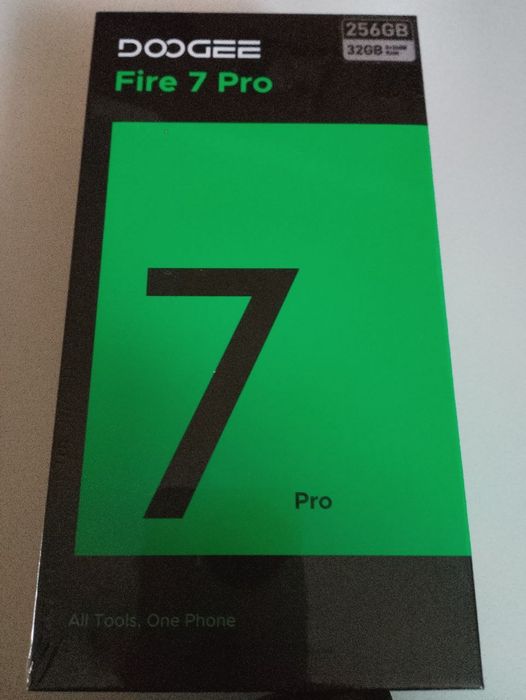 DOOGEE
Fire 7 Pro
256GB
32GB
7
Pro
All Tools, One Phone